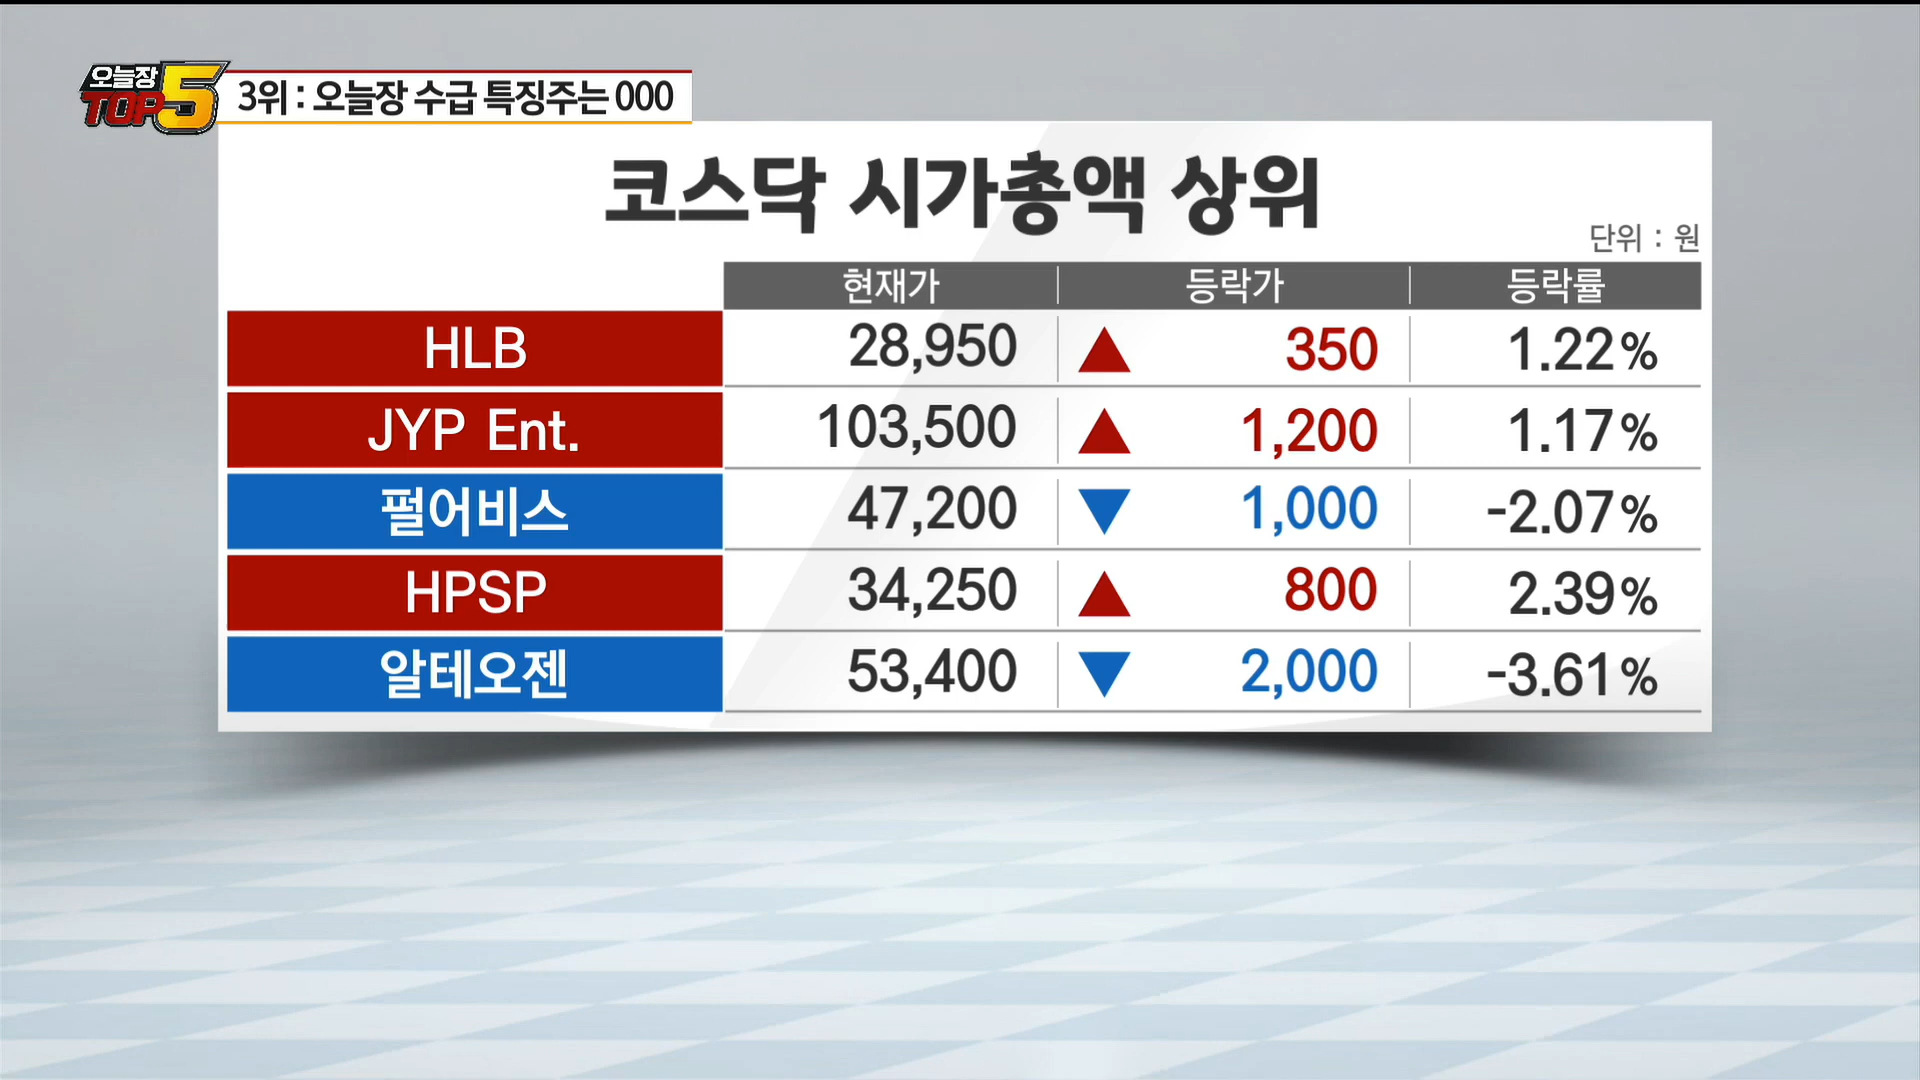 오늘장
TOP5
3위 : 오늘장 수급 특징주는 OOO
코스닥 시가총액 상위
단위 : 원
현재가 등락가 등락률
HLB 28,950 ▲ 350 1.22%
JYP Ent. 103,500 ▲ 1,200 1.17%
펄어비스 47,200 ▼ 1,000 -2.07%
HPSP 34,250 ▲ 800 2.39%
알테오젠 53,400 ▼ 2,000 -3.61%